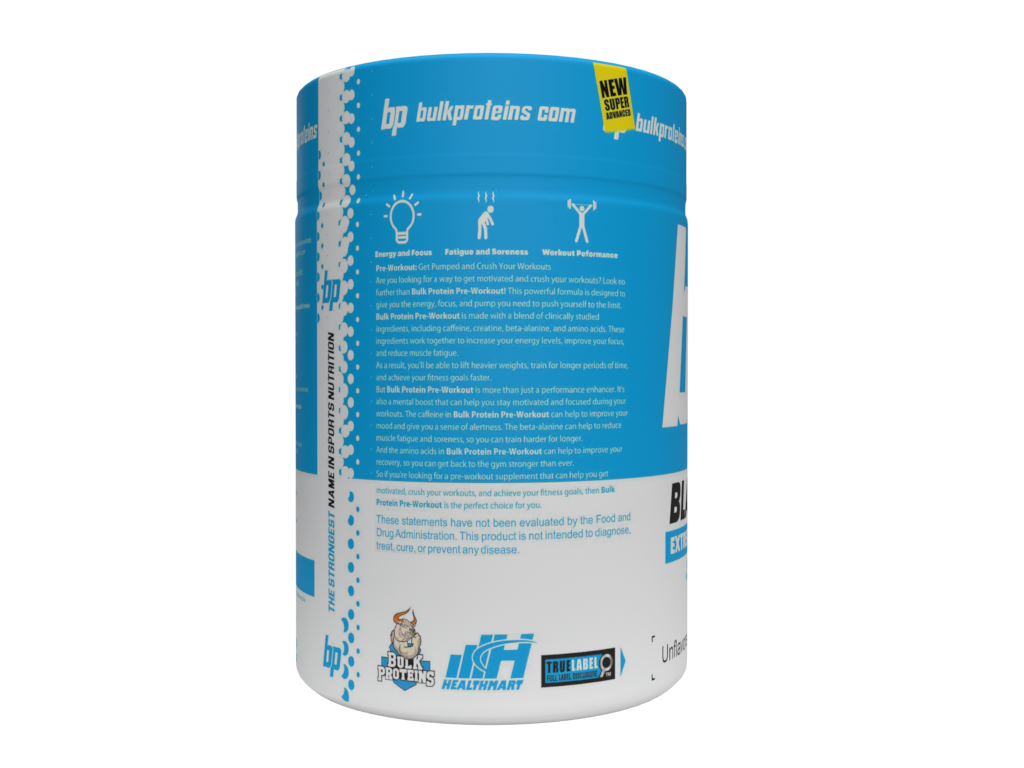 bp bulkproteins com
NEW
SUPER
ADVANCED
bulkproteins
oteins
Energy and Focus
Fatigue and Soreness
Workout Peformance
Pre-Workout: Get Pumped and Crush Your Workouts
Are you looking for a way to get motivated and crush your workouts? Look no
further than Bulk Protein Pre-Workout! This powerful formula is designed to
give you the energy, focus, and pump you need to push yourself to the limit.
Bulk Protein Pre-Workout is made with a blend of clinically studied
ingredients, including caffeine, creatine, beta-alanine, and amino acids. These
ingredients work together to increase your energy levels, improve your focus,
and reduce muscle fatigue.
As a result, you'll be able to lift heavier weights, train for longer periods of time,
and achieve your fitness goals faster.
But Bulk Protein Pre-Workout is more than just a performance enhancer. It's
also a mental boost that can help you stay motivated and focused during your
workouts. The caffeine in Bulk Protein Pre-Workout can help to improve your
mood and give you a sense of alertness. The beta-alanine can help to reduce
muscle fatigue and soreness, so you can train harder for longer.
And the amino acids in Bulk Protein Pre-Workout can help to improve your
recovery, so you can get back to the gym stronger than ever.
So if you're looking for a pre-workout supplement that can help you get
motivated, crush your workouts, and achieve your fitness goals, then Bulk
Protein Pre-Workout is the perfect choice for you.
These statements have not been evaluated by the Food and
Drug Administration. This product is not intended to diagnose,
treat, cure, or prevent any disease.
bp
THE STRONGEST NAME IN SPORTS NUTRITION
bp
BULK
PROTEINS
H
HEALTHMART
TRUELABEL
FULL LABEL DISCLOSURE
TM
BL
EXTRE
Unflavore